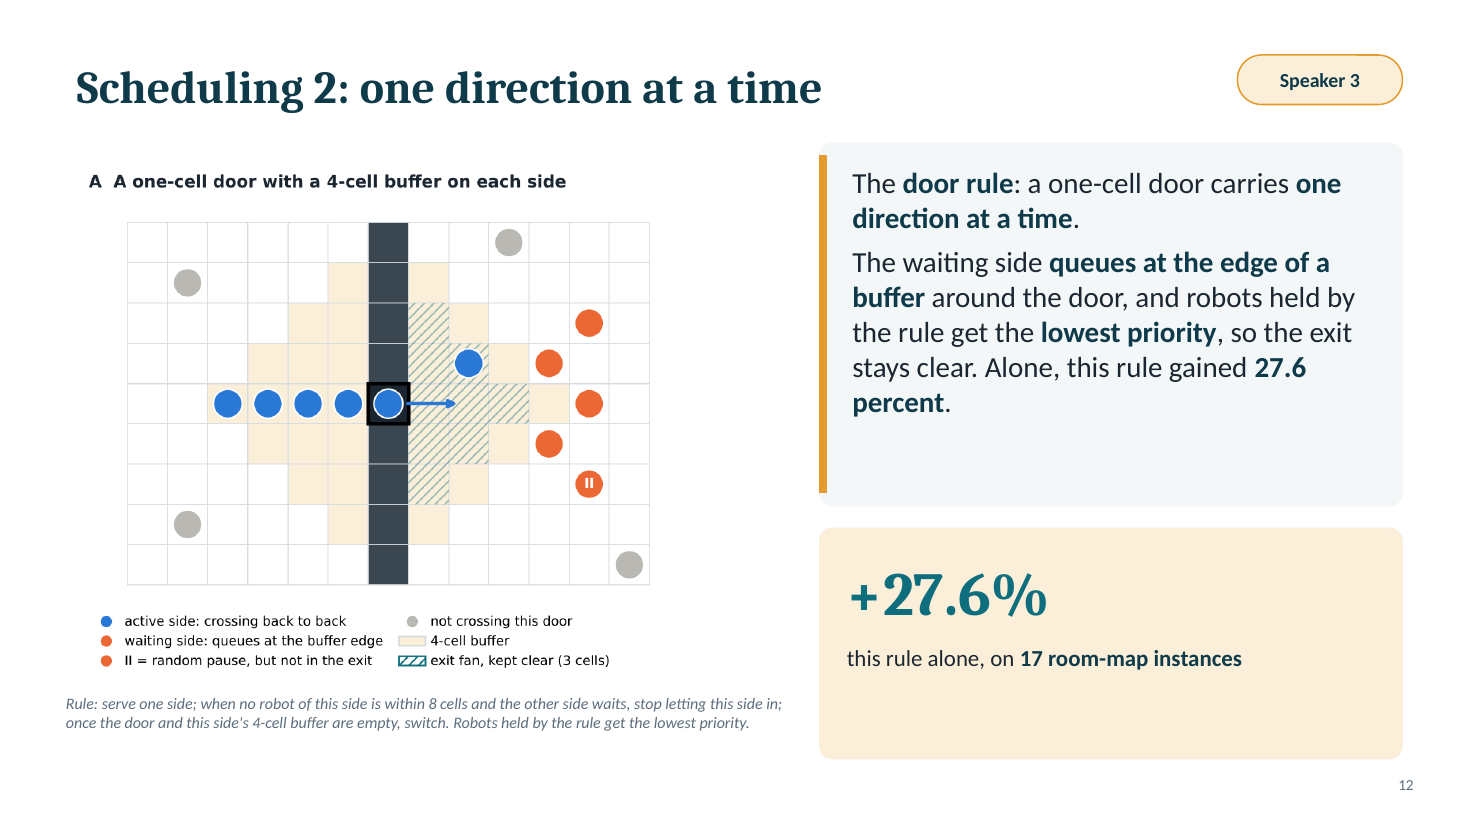 Scheduling 2: one direction at a time
Speaker 3
A A one-cell door with a 4-cell buffer on each side
II
active side: crossing back to back
waiting side: queues at the buffer edge
II = random pause, but not in the exit
not crossing this door
4-cell buffer
exit fan, kept clear (3 cells)
Rule: serve one side; when no robot of this side is within 8 cells and the other side waits, stop letting this side in;
once the door and this side's 4-cell buffer are empty, switch. Robots held by the rule get the lowest priority.
The door rule: a one-cell door carries one
direction at a time.
The waiting side queues at the edge of a
buffer around the door, and robots held by
the rule get the lowest priority, so the exit
stays clear. Alone, this rule gained 27.6
percent.
+27.6%
this rule alone, on 17 room-map instances
12